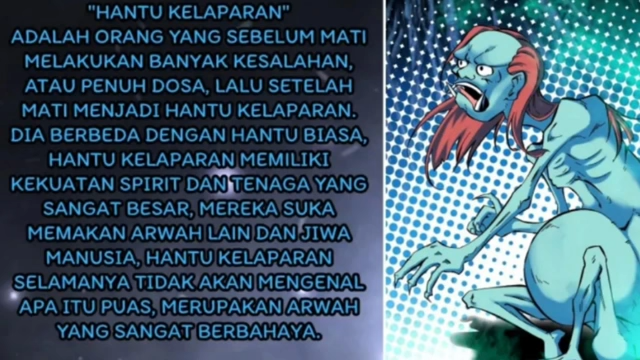 "HANTU KELAPARAN"
ADALAH ORANG YANG SEBELUM MATI
MELAKUKAN BANYAK KESALAHAN,
ATAU PENUH DOSA, LALU SETELAH
MATI MENJADI HANTU KELAPARAN.
DIA BERBEDA DENGAN HANTU BIASA,
HANTU KELAPARAN MEMILIKI
KEKUATAN SPIRIT DAN TENAGA YANG
SANGAT BESAR, MEREKA SUKA
MEMAKAN ARWAH LAIN DAN JIWA
MANUSIA, HANTU KELAPARAN
SELAMANYA TIDAK AKAN MENGENAL
APA ITU PUAS, MERUPAKAN ARWAH
YANG SANGAT BERBAHAYA.